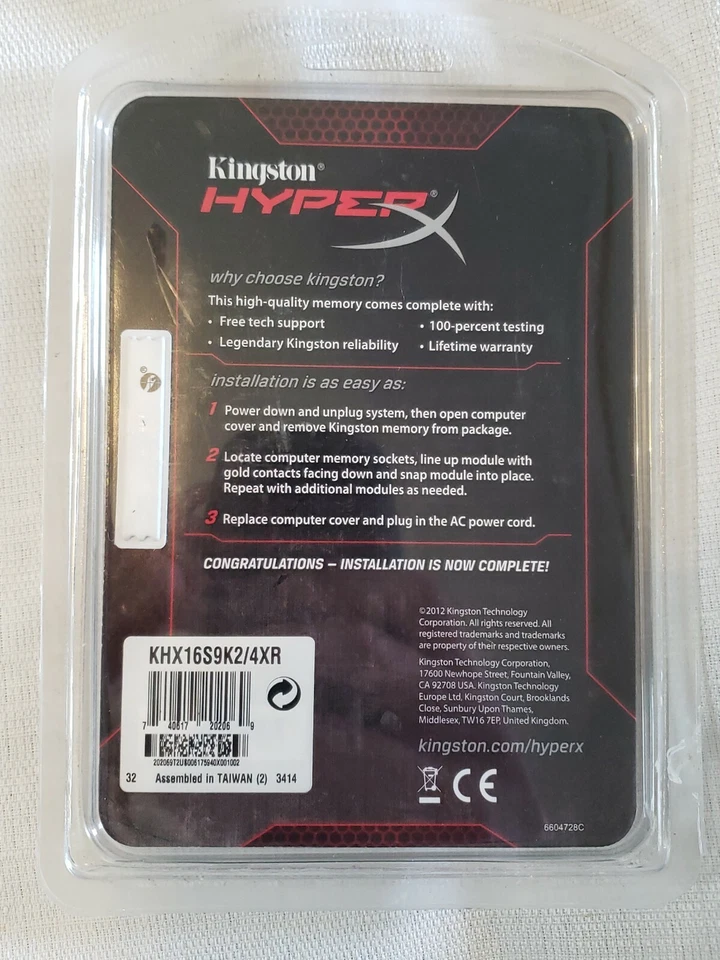 Kingston®
HYPERX®
why choose kingston?
This high-quality memory comes complete with:
• Free tech support
• 100-percent testing
• Legendary Kingston reliability
• Lifetime warranty
installation is as easy as:
1 Power down and unplug system, then open computer
cover and remove Kingston memory from package.
2 Locate computer memory sockets, line up module with
gold contacts facing down and snap module into place.
Repeat with additional modules as needed.
3 Replace computer cover and plug in the AC power cord.
CONGRATULATIONS – INSTALLATION IS NOW COMPLETE!
©2012 Kingston Technology
Corporation. All rights reserved. All
registered trademarks and trademarks
are property of their respective owners.
Kingston Technology Corporation,
17600 Newhope Street, Fountain Valley,
CA 92708 USA. Kingston Technology
Europe Ltd, Kingston Court, Brooklands
Close, Sunbury Upon Thames,
Middlesex, TW16 7EP, United Kingdom.
kingston.com/hyperx
CE
6604728C
KHX16S9K2/4XR
7 40617 20206 9
202069T2UB006175940X001002
32 Assembled in TAIWAN (2) 3414